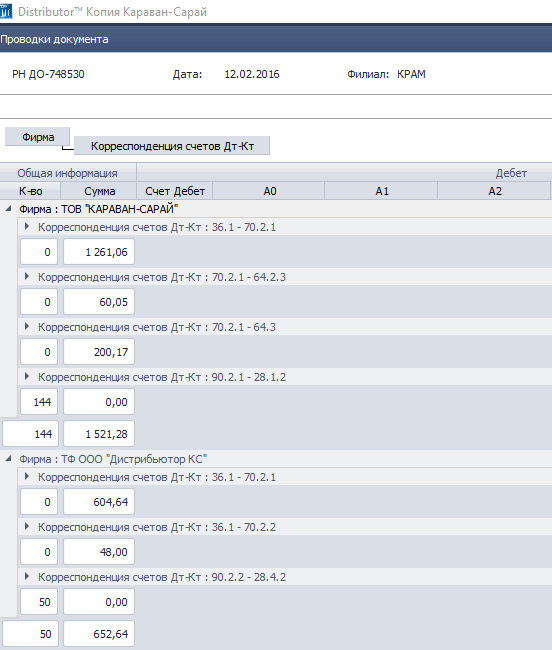 Distributor™ Копия Караван-Сарай
Проводки документа
РН ДО-748530 Дата: 12.02.2016 Филиал: КРАМ
Фирма
Корреспонденция счетов Дт-Кт
Общая информация Дебет
К-во Сумма Счет Дебет А0 А1 А2
Фирма : ТОВ "КАРАВАН-САРАЙ"
Корреспонденция счетов Дт-Кт : 36.1 - 70.2.1
0 1 261,06
Корреспонденция счетов Дт-Кт : 70.2.1 - 64.2.3
0 60,05
Корреспонденция счетов Дт-Кт : 70.2.1 - 64.3
0 200,17
Корреспонденция счетов Дт-Кт : 90.2.1 - 28.1.2
144 0,00
144 1 521,28
Фирма : ТФ ООО "Дистрибьютор КС"
Корреспонденция счетов Дт-Кт : 36.1 - 70.2.1
0 604,64
Корреспонденция счетов Дт-Кт : 36.1 - 70.2.2
0 48,00
Корреспонденция счетов Дт-Кт : 90.2.2 - 28.4.2
50 0,00
50 652,64